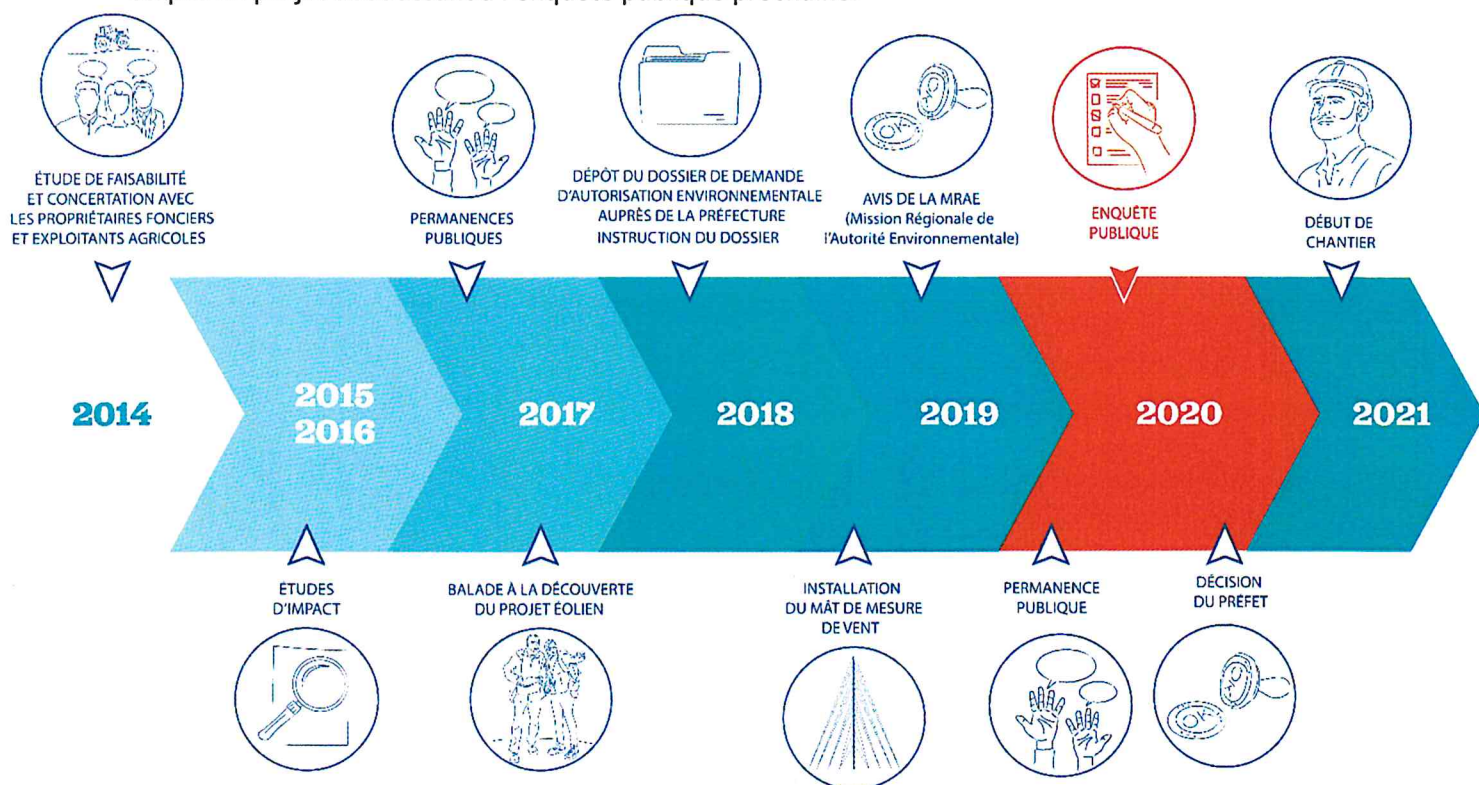 ÉTUDE DE FAISABILITÉ
ET CONCERTATION AVEC
LES PROPRIÉTAIRES FONCIERS
ET EXPLOITANTS AGRICOLES
PERMANENCES
PUBLIQUES
DÉPÔT DU DOSSIER DE DEMANDE
D'AUTORISATION ENVIRONNEMENTALE
AUPRÈS DE LA PRÉFECTURE
INSTRUCTION DU DOSSIER
AVIS DE LA MRAE
(Mission Régionale de
l'Autorité Environnementale)
ENQUÊTE
PUBLIQUE
DÉBUT DE
CHANTIER
2014
2015
2016
2017
2018
2019
2020
2021
ÉTUDES
D'IMPACT
BALADE À LA DÉCOUVERTE
DU PROJET ÉOLIEN
INSTALLATION
DU MÂT DE MESURE
DE VENT
PERMANENCE
PUBLIQUE
DÉCISION
DU PRÉFET